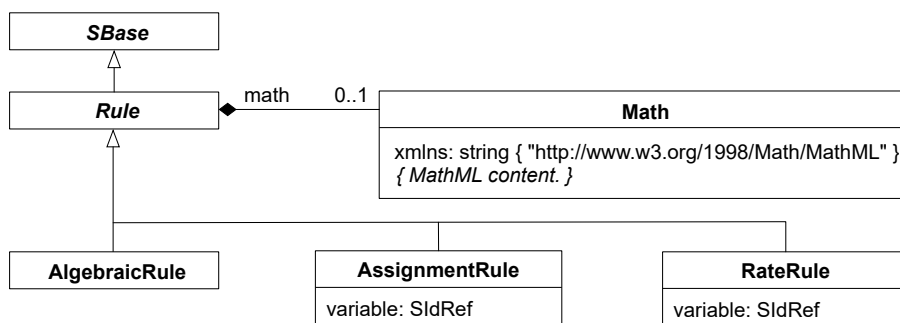 SBase
Rule
math 0..1
Math
xmlns: string { "http://www.w3.org/1998/Math/MathML" }
{ MathML content. }
AlgebraicRule
AssignmentRule
variable: SIdRef
RateRule
variable: SIdRef